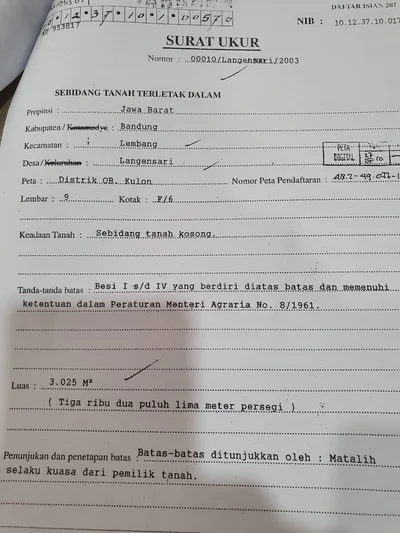 DAFTAR ISIAN 207
933817
NIB : 10.12.37.10.017
SURAT UKUR
Nomor : 00010/Langensari/2003
SEBIDANG TANAH TERLETAK DALAM
Propinsi : Jawa Barat
Kabupaten / Kotamadya : Bandung
Kecamatan : Lembang
Desa / Kelurahan : Langensari
PETA DIGITAL
Peta : Distrik OB. Kulon Nomor Peta Pendaftaran :
Lembar : 9 Kotak : F/6
Keadaan Tanah : Sebidang tanah kosong.
Tanda-tanda batas : Besi I s/d IV yang berdiri diatas batas dan memenuhi
ketentuan dalam Peraturan Menteri Agraria No. 8/1961.
Luas : 3.025 M²
( Tiga ribu dua puluh lima meter persegi )
Penunjukan dan penetapan batas : Batas-batas ditunjukkan oleh : Matalih
selaku kuasa dari pemilik tanah.